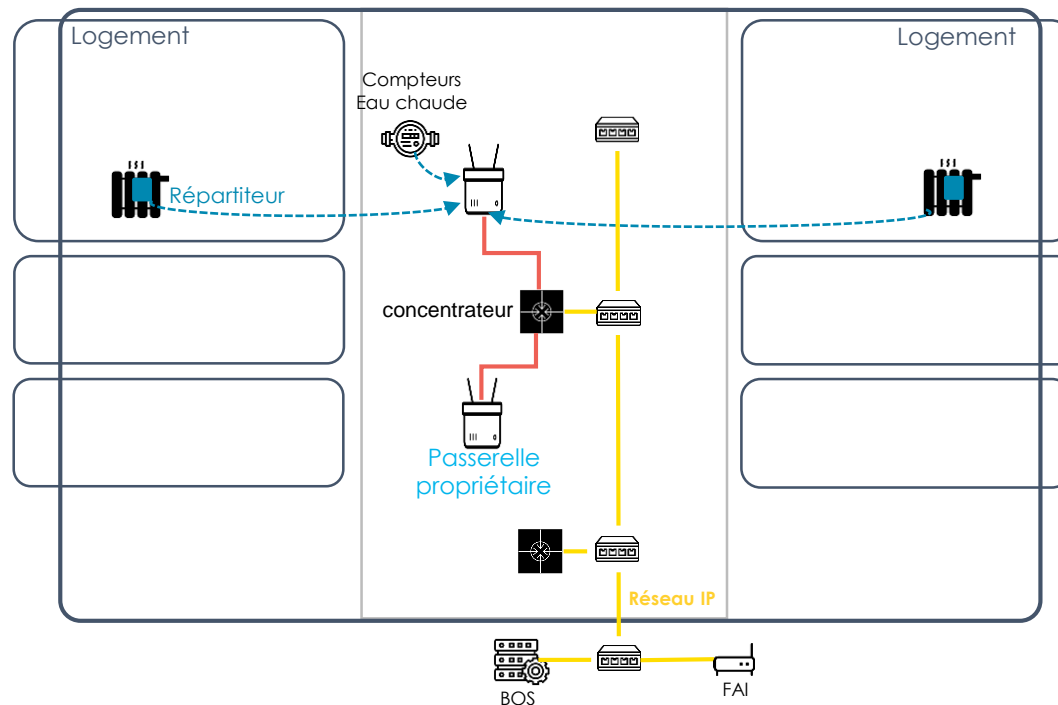 Logement
Logement
Compteurs
Eau chaude
Répartiteur
concentrateur
Passerelle
propriétaire
Réseau IP
BOS
FAI